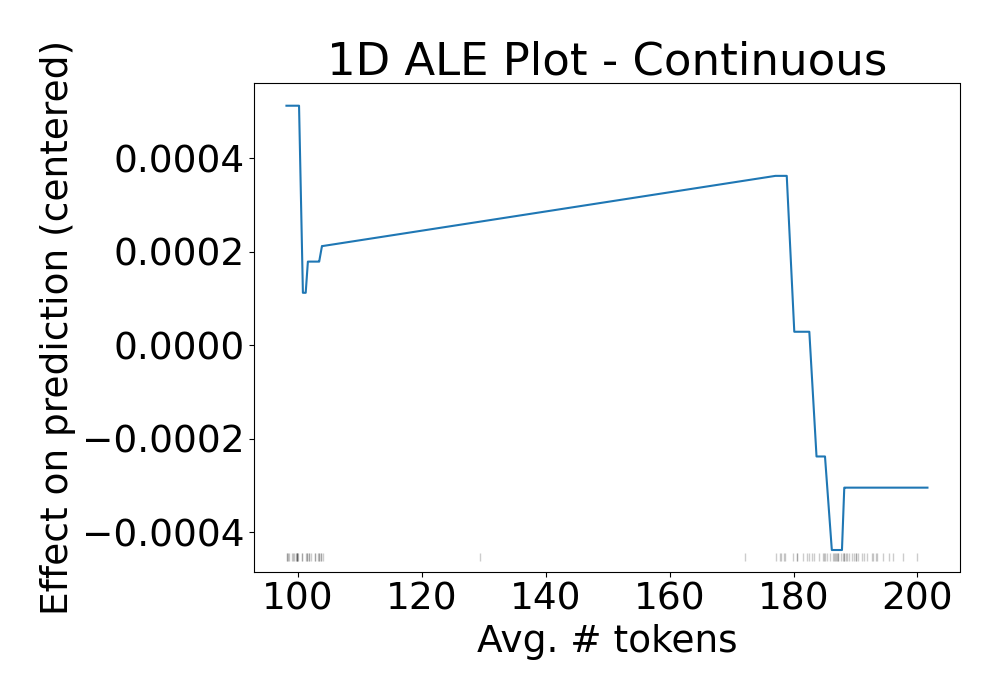 1D ALE Plot - Continuous
Effect on prediction (centered)
0.0004
0.0002
0.0000
−0.0002
−0.0004
100 120 140 160 180 200
Avg. # tokens